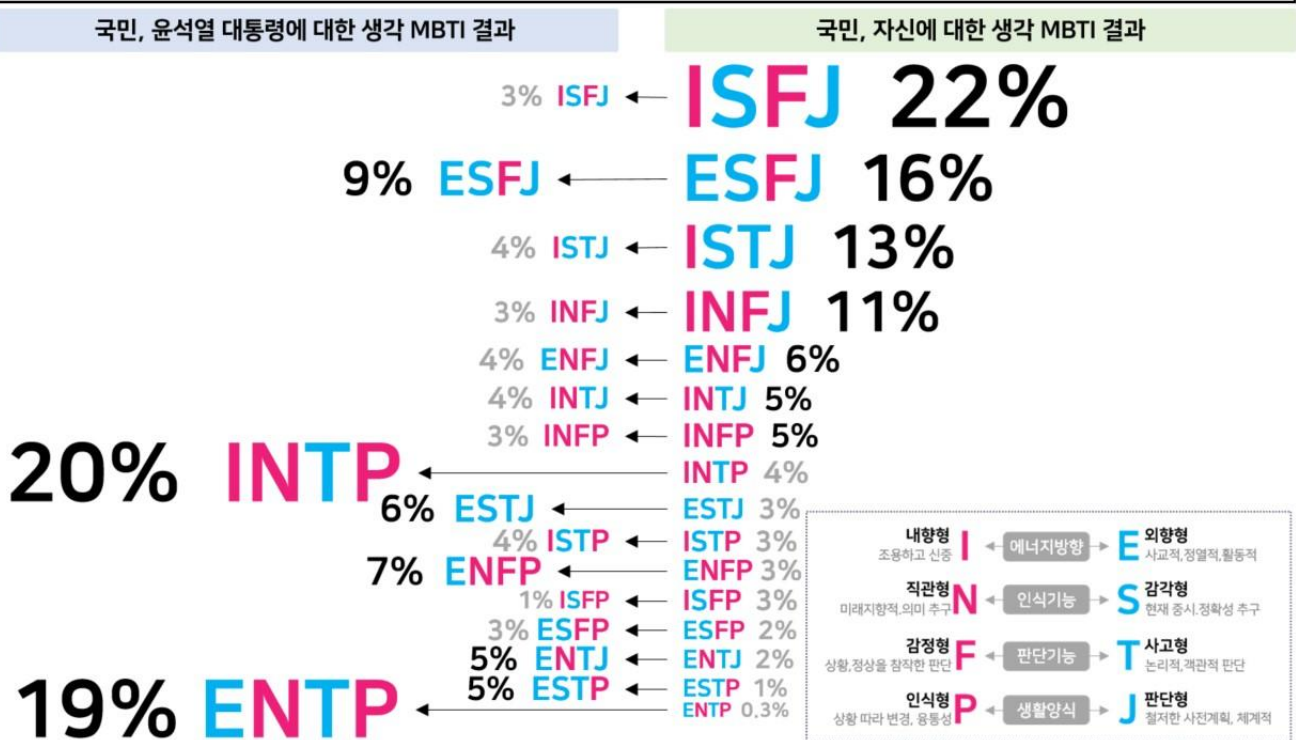 국민, 윤석열 대통령에 대한 생각 MBTI 결과
국민, 자신에 대한 생각 MBTI 결과
3% ISFJ ISFJ 22%
9% ESFJ ESFJ 16%
4% ISTJ ISTJ 13%
3% INFJ INFJ 11%
4% ENFJ ENFJ 6%
4% INTJ INTJ 5%
3% INFP INFP 5%
20% INTP INTP 4%
6% ESTJ ESTJ 3%
4% ISTP ISTP 3%
7% ENFP ENFP 3%
1% ISFP ISFP 3%
3% ESFP ESFP 2%
5% ENTJ ENTJ 2%
5% ESTP ESTP 1%
19% ENTP ENTP 0.3%
내향형 I 에너지방향 E 외향형
조용하고 신중 사교적,정열적,활동적
직관형 N 인식기능 S 감각형
미래지향적.의미 추구 현재 중시.정확성 추구
감정형 F 판단기능 T 사고형
상황,정상을 참작한 판단 논리적,객관적 판단
인식형 P 생활양식 J 판단형
상황 따라 변경, 융통성 철저한 사전계획, 체계적